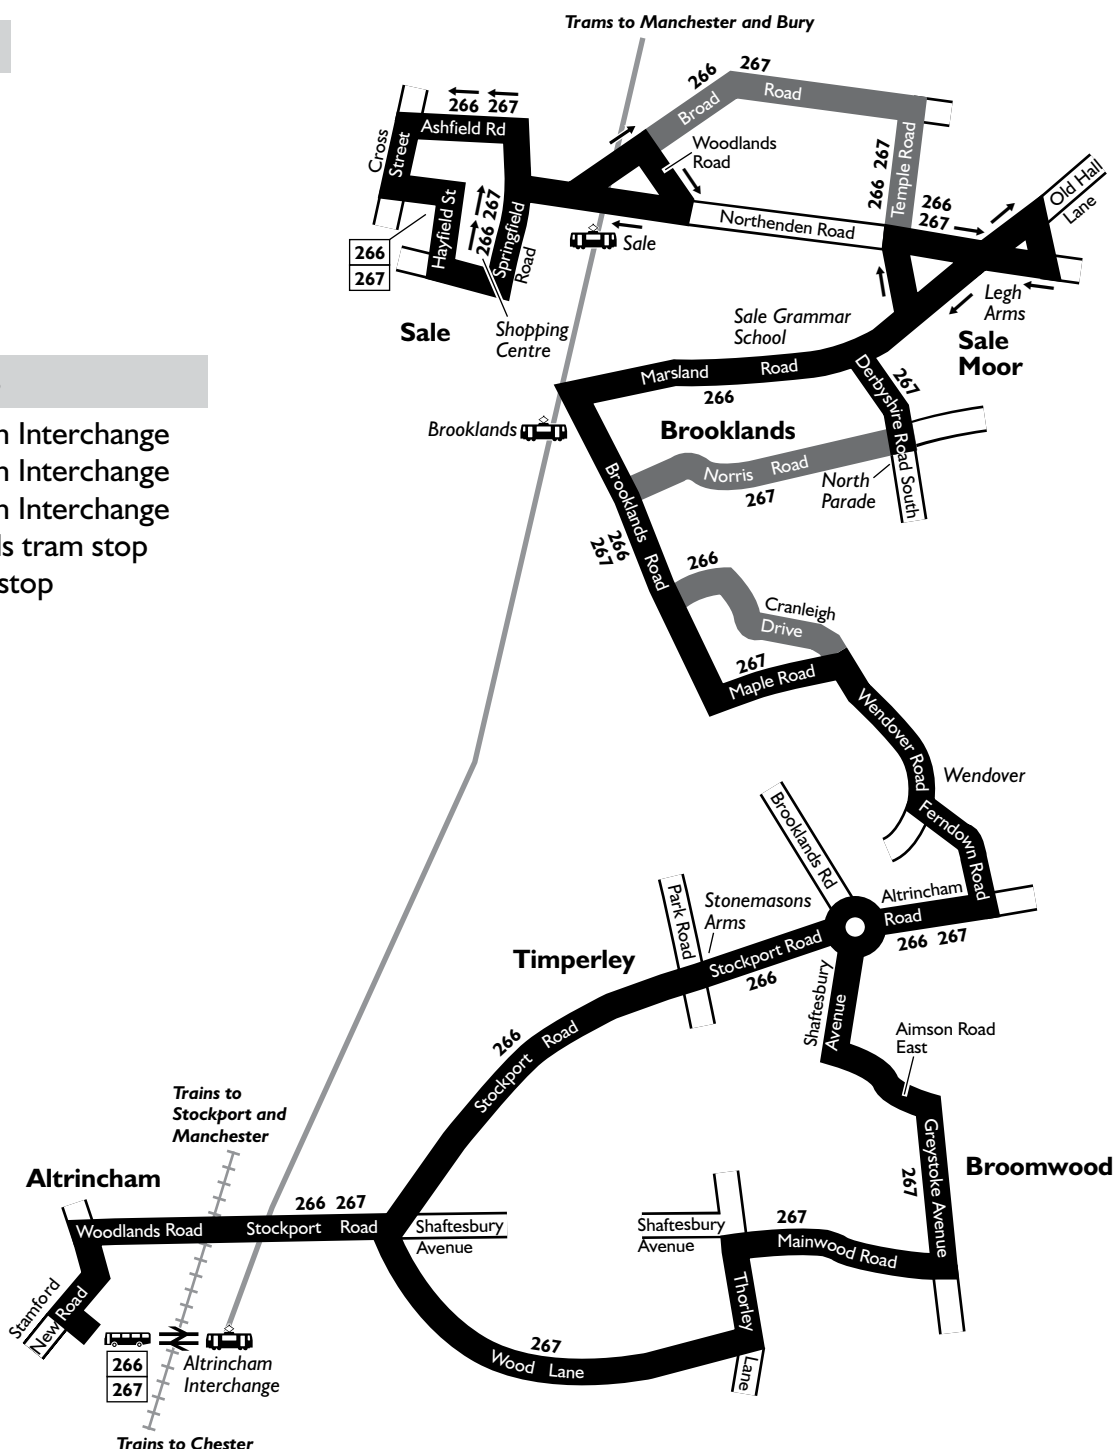 Trams to Manchester and Bury
266
267
Broad
Road
266 267
Ashfield Rd
Cross
Street
Woodlands
Road
266 267
Temple Road
Old Hall
Lane
266
267
Northenden Road
Hayfield St
266 267
Springfield
Road
266
267
Sale
Legh
Arms
Sale
Shopping
Centre
Sale Grammar
School
Sale
Moor
Marsland
Road
266
Derbyshire Road South
267
n Interchange
n Interchange
n Interchange
ls tram stop
stop
Brooklands
Brooklands
Norris Road
267
North
Parade
Brooklands Road
266
267
266
Cranleigh
Drive
267
Maple Road
Wendover Road
Wendover
Ferndown Road
Brooklands Rd
Park Road
Stonemasons
Arms
Altrincham
Road
266 267
Timperley
Stockport Road
266
Shaftesbury
Avenue
Aimson Road
East
266
Stockport Road
Trains to
Stockport and
Manchester
Greystoke Avenue
267
Broomwood
Altrincham
266 267
Woodlands Road
Stockport Road
Shaftesbury
Avenue
Shaftesbury
Avenue
267
Mainwood Road
Stamford
New Road
Thorley
Lane
267
Wood Lane
266
267
Altrincham
Interchange
Trains to Chester